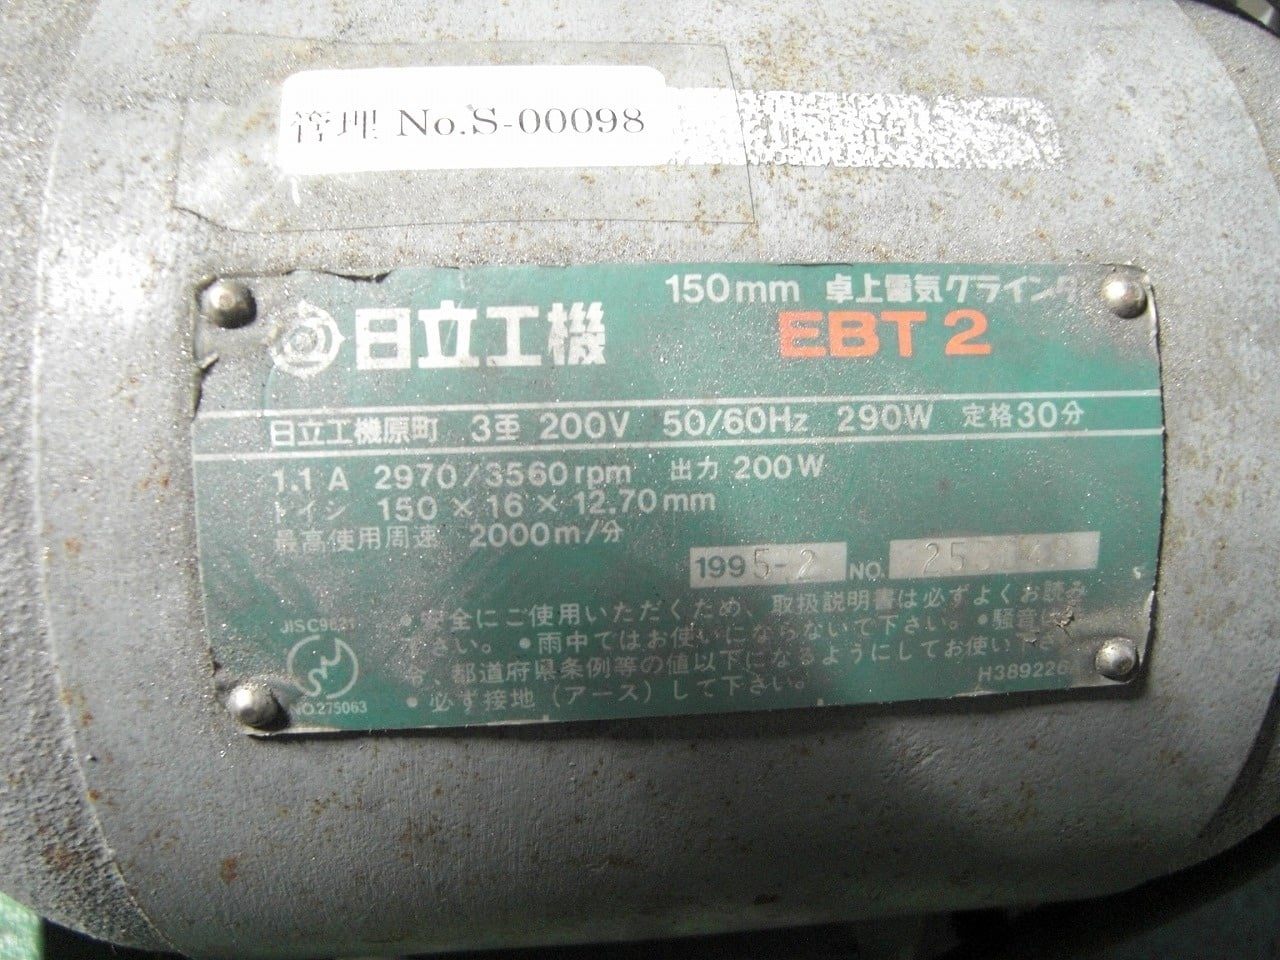 管理 No.S-00098
150mm 卓上電気グラインダ
日立工機 EBT2
日立工機原町 3相 200V 50/60Hz 290W 定格30分
1.1A 2970/3560rpm 出力 200W
トイシ 150×16×12.70mm
最高使用周速 2000m/分
1995-2 NO.
JIS C9621
●安全にご使用いただくため、取扱説明書は必ずよくお読み
下さい。●雨中ではお使いにならないで下さい。●騒音は
都道府県条例等の値以下になるようにしてお使い下さ
●必ず接地(アース)して下さい。
H389226
NO.275063